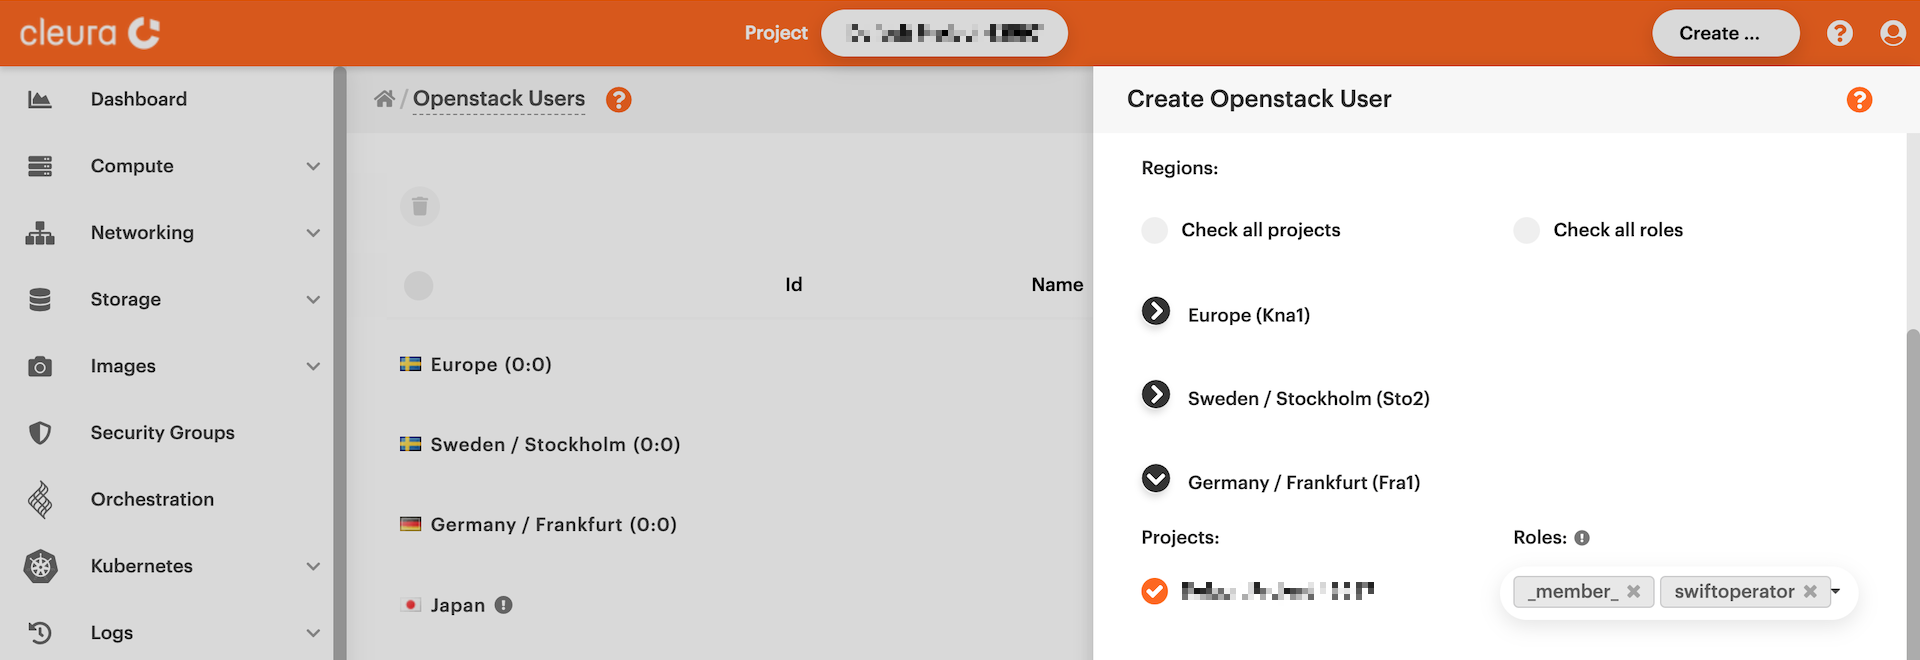 cleura
Project
Create ...
Dashboard
Compute
Networking
Storage
Images
Security Groups
Orchestration
Kubernetes
Logs
/ Openstack Users
Id
Name
Europe (0:0)
Sweden / Stockholm (0:0)
Germany / Frankfurt (0:0)
Japan
Create Openstack User
Regions:
Check all projects
Check all roles
Europe (Kna1)
Sweden / Stockholm (Sto2)
Germany / Frankfurt (Fra1)
Projects:
Roles:
_member_
swiftoperator